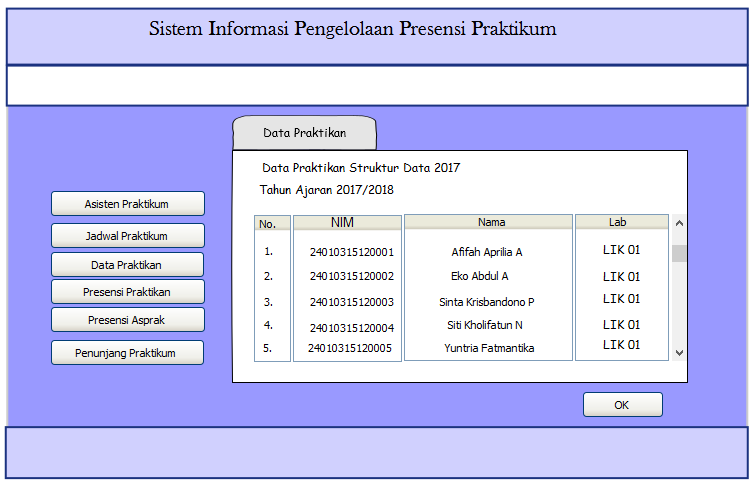 Sistem Informasi Pengelolaan Presensi Praktikum
Data Praktikan
Data Praktikan Struktur Data 2017
Tahun Ajaran 2017/2018
Asisten Praktikum
Jadwal Praktikum
Data Praktikan
Presensi Praktikan
Presensi Asprak
Penunjang Praktikum
No. NIM Nama Lab
1. 24010315120001 Afifah Aprilia A LIK 01
2. 24010315120002 Eko Abdul A LIK 01
3. 24010315120003 Sinta Krisbandono P LIK 01
4. 24010315120004 Siti Kholifatun N LIK 01
5. 24010315120005 Yuntria Fatmantika LIK 01
OK